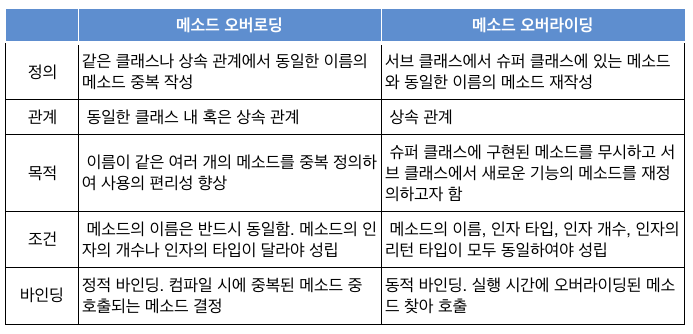 메소드 오버로딩 메소드 오버라이딩
정의
같은 클래스나 상속 관계에서 동일한 이름의
메소드 중복 작성
서브 클래스에서 슈퍼 클래스에 있는 메소드
와 동일한 이름의 메소드 재작성
관계
동일한 클래스 내 혹은 상속 관계
상속 관계
목적
이름이 같은 여러 개의 메소드를 중복 정의하
여 사용의 편리성 향상
슈퍼 클래스에 구현된 메소드를 무시하고 서
브 클래스에서 새로운 기능의 메소드를 재정
의하고자 함
조건
메소드의 이름은 반드시 동일함. 메소드의 인
자의 개수나 인자의 타입이 달라야 성립
메소드의 이름, 인자 타입, 인자 개수, 인자의
리턴 타입이 모두 동일하여야 성립
바인딩
정적 바인딩. 컴파일 시에 중복된 메소드 중
호출되는 메소드 결정
동적 바인딩. 실행 시간에 오버라이딩된 메소
드 찾아 호출